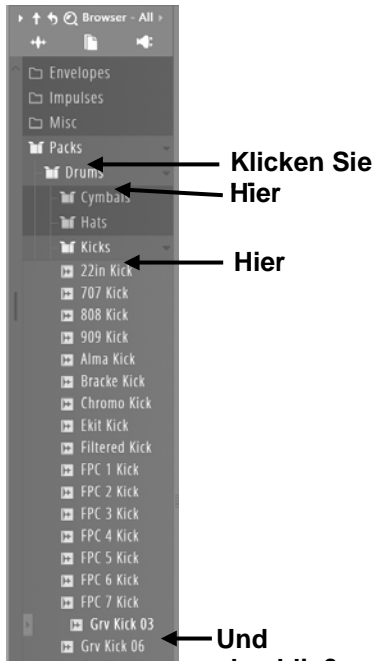 Browser - All
Envelopes
Impulses
Misc
Packs
Klicken Sie
Drums
Hier
Cymbals
Hats
Kicks
Hier
22in Kick
707 Kick
808 Kick
909 Kick
Alma Kick
Bracke Kick
Chromo Kick
Ekit Kick
Filtered Kick
FPC 1 Kick
FPC 2 Kick
FPC 3 Kick
FPC 4 Kick
FPC 5 Kick
FPC 6 Kick
FPC 7 Kick
Grv Kick 03
Grv Kick 06
Und